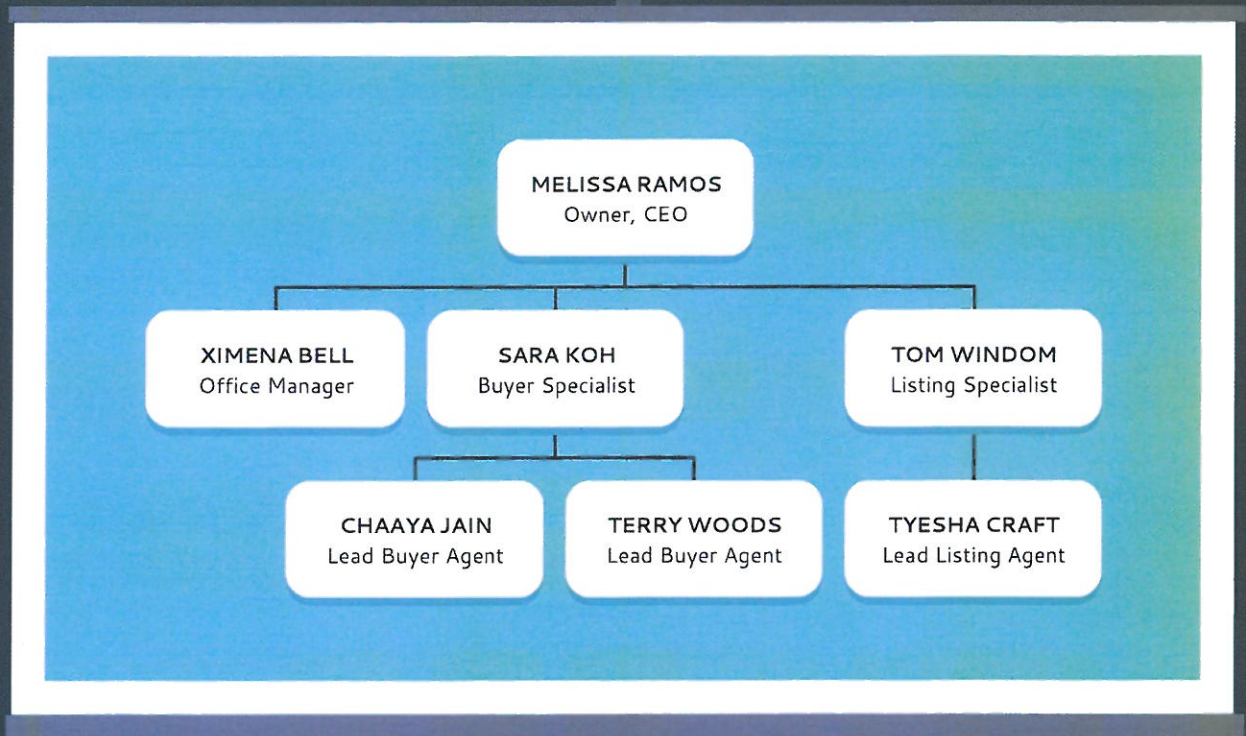 MELISSA RAMOS
Owner, CEO
XIMENA BELL
Office Manager
SARA KOH
Buyer Specialist
TOM WINDOM
Listing Specialist
CHAAYA JAIN
Lead Buyer Agent
TERRY WOODS
Lead Buyer Agent
TYESHA CRAFT
Lead Listing Agent